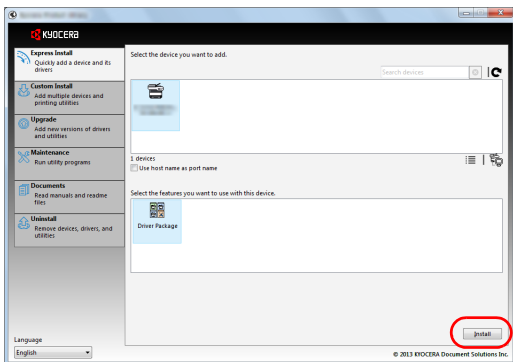 KYOCERA
Express Install
Quickly add a device and its
drivers
Custom Install
Add multiple devices and
printing utilities
Upgrade
Add new versions of drivers
and utilities
Maintenance
Run utility programs
Documents
Read manuals and readme
files
Uninstall
Remove devices, drivers, and
utilities
Language
English
Select the device you want to add.
Search devices
1 devices
Use host name as port name
Select the features you want to use with this device.
Driver Package
Install
© 2013 KYOCERA Document Solutions Inc.